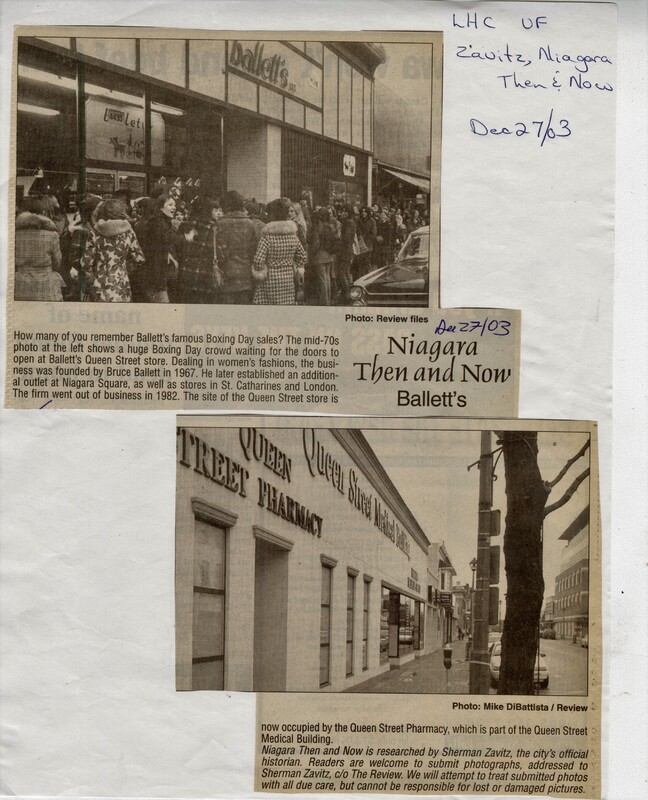 LHC VF
Zavitz, Niagara
Then & Now
Dec 27/03
Ballett's
Photo: Review files
Dec 27/03
How many of you remember Ballett's famous Boxing Day sales? The mid-70s
photo at the left shows a huge Boxing Day crowd waiting for the doors to
open at Ballett's Queen Street store. Dealing in women's fashions, the busi-
ness was founded by Bruce Ballett in 1967. He later established an addition-
al outlet at Niagara Square, as well as stores in St. Catharines and London.
The firm went out of business in 1982. The site of the Queen Street store is
Niagara
Then and Now
Ballett's
QUEEN
STREET PHARMACY
Queen Street Medical Building
Photo: Mike DiBattista / Review
now occupied by the Queen Street Pharmacy, which is part of the Queen Street
Medical Building.
Niagara Then and Now is researched by Sherman Zavitz, the city's official
historian. Readers are welcome to submit photographs, addressed to
Sherman Zavitz, c/o The Review. We will attempt to treat submitted photos
with all due care, but cannot be responsible for lost or damaged pictures.